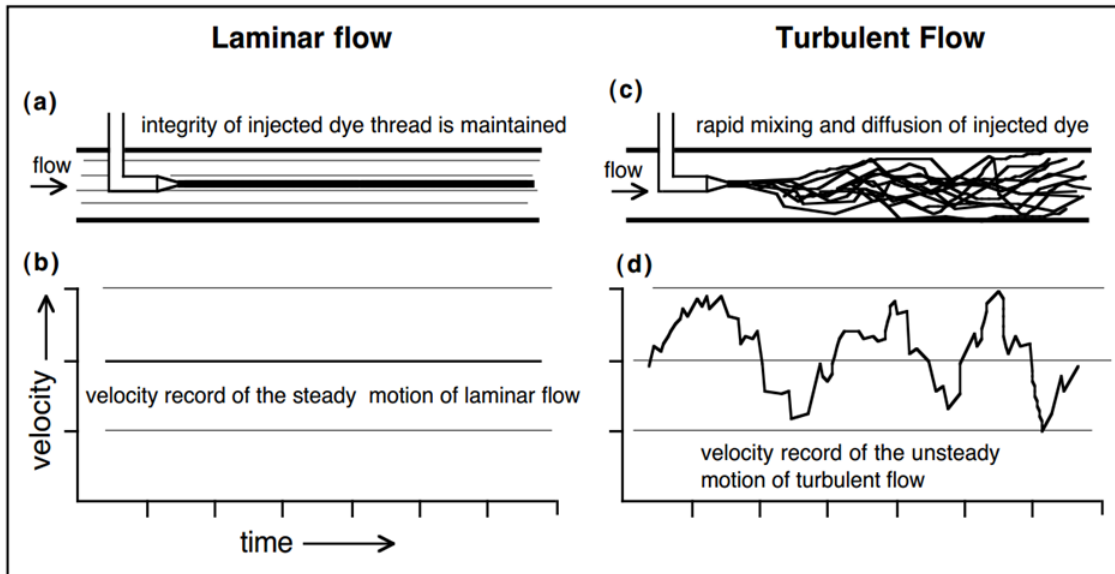 Laminar flow
Turbulent Flow
(a)
integrity of injected dye thread is maintained
flow
(c)
rapid mixing and diffusion of injected dye
flow
(b)
velocity
velocity record of the steady motion of laminar flow
time
(d)
velocity record of the unsteady
motion of turbulent flow